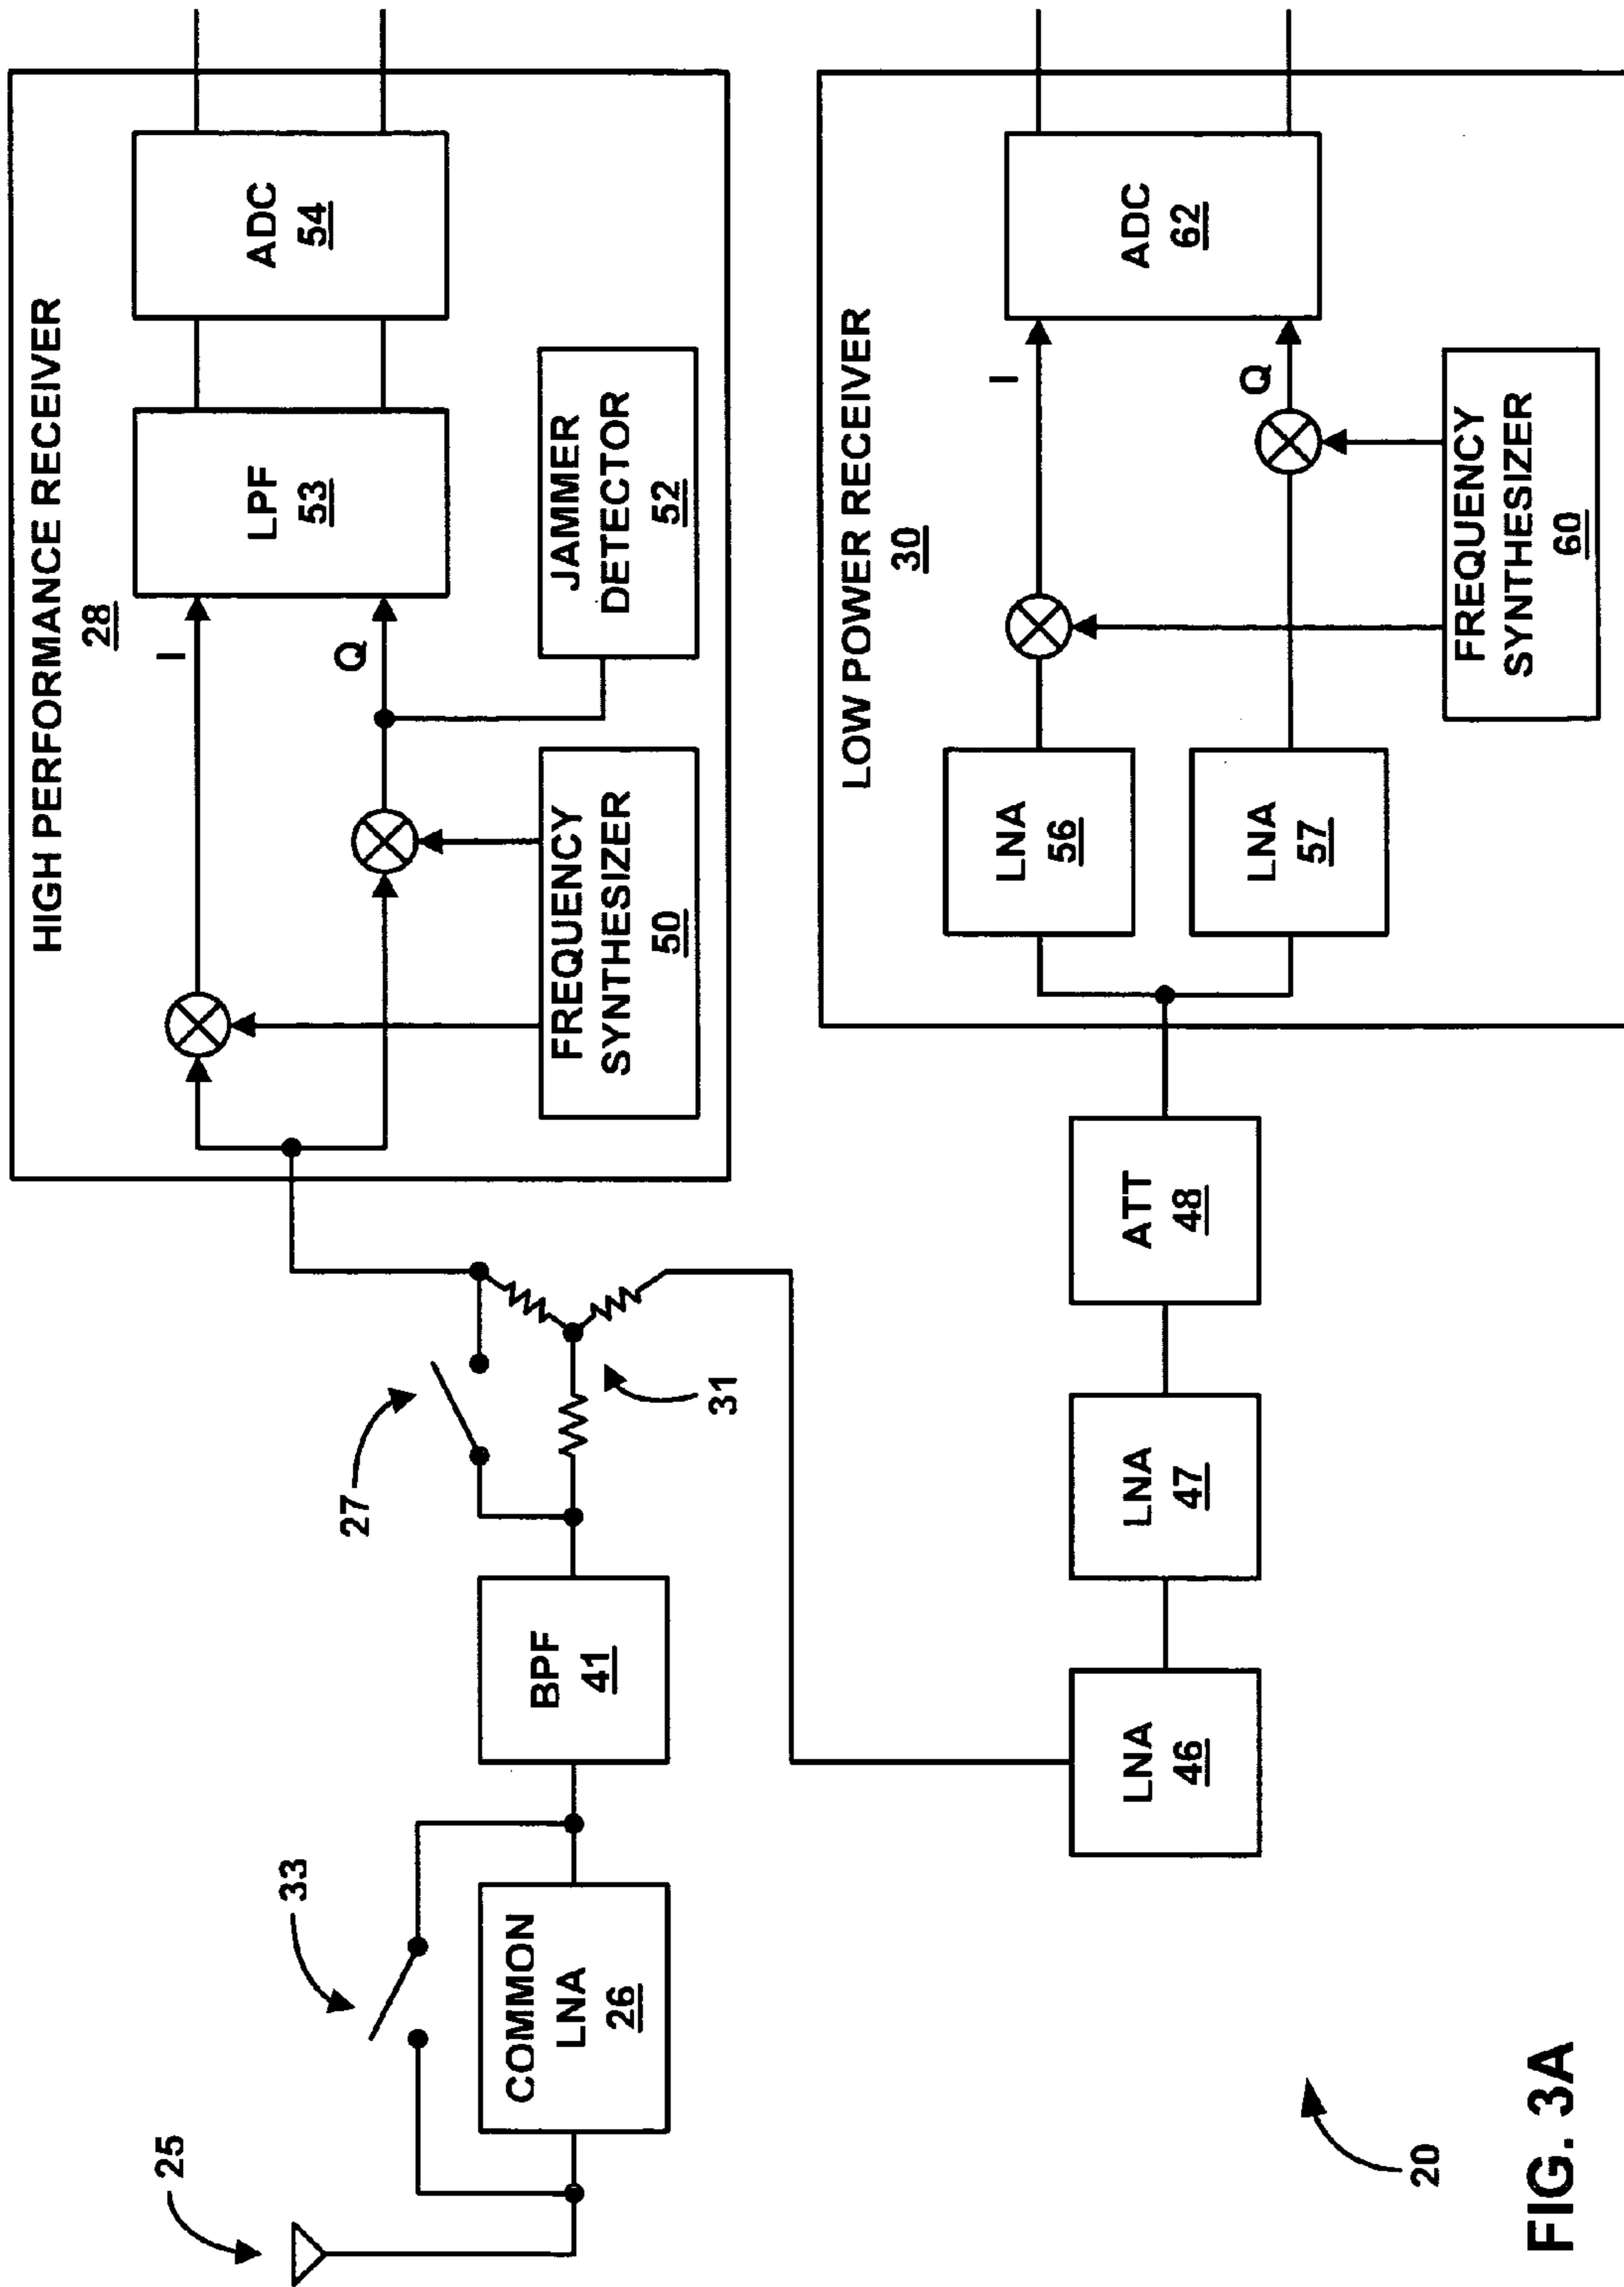 HIGH PERFORMANCE RECEIVER
28
I
Q
LPF
53
ADC
54
FREQUENCY
SYNTHESIZER
50
JAMMER
DETECTOR
52
25
33
COMMON
LNA
26
BPF
41
27
31
LOW POWER RECEIVER
30
LNA
46
LNA
47
ATT
48
LNA
56
LNA
57
I
Q
ADC
62
FREQUENCY
SYNTHESIZER
60
20
FIG. 3A